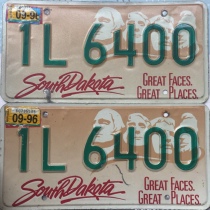 09-96
1L 6400
South Dakota
GREAT FACES.
GREAT PLACES.
09-96
1L 6400
South Dakota
GREAT FACES.
GREAT PLACES.